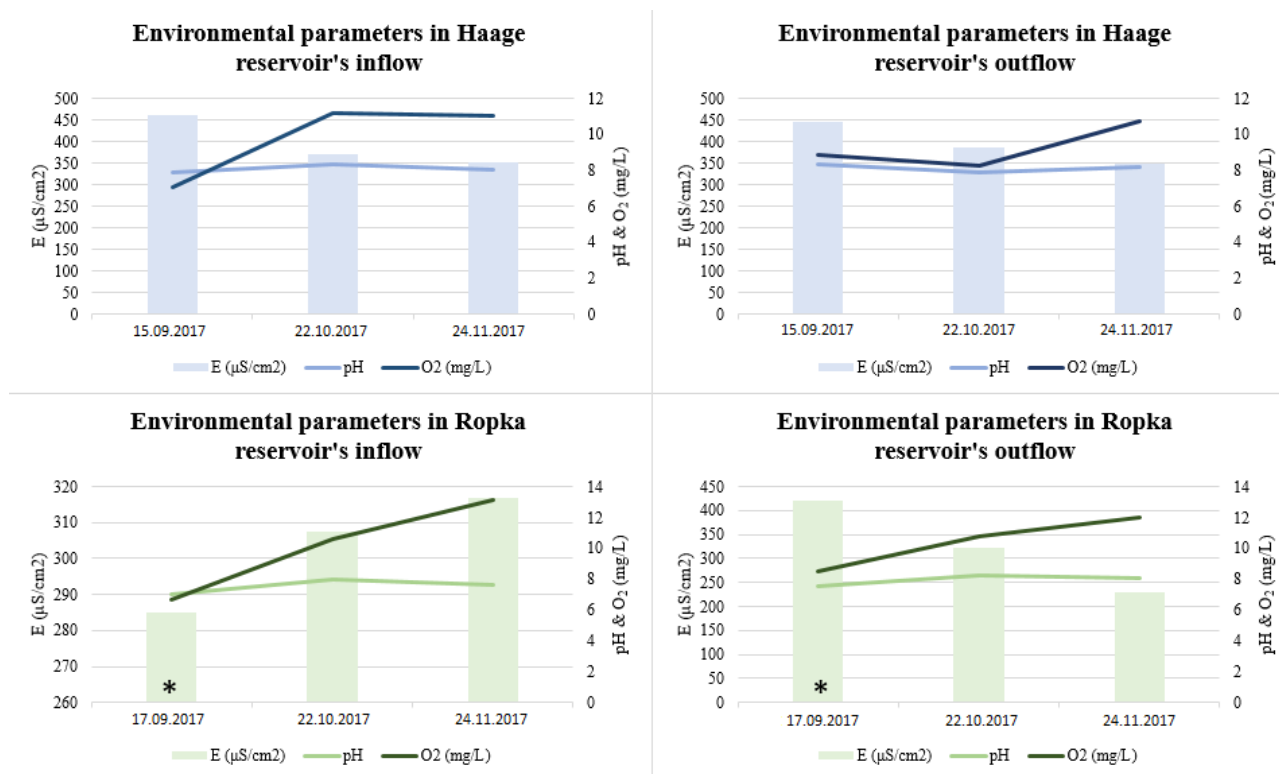 Environmental parameters in Haage
reservoir's inflow
500
450
400
350
300
250
200
150
100
50
0
E (µS/cm2)
12
10
8
6
4
2
0
pH & O₂ (mg/L)
15.09.2017 22.10.2017 24.11.2017
E (µS/cm2) pH O2 (mg/L)
Environmental parameters in Haage
reservoir's outflow
500
450
400
350
300
250
200
150
100
50
0
E (µS/cm2)
12
10
8
6
4
2
0
pH & O₂ (mg/L)
15.09.2017 22.10.2017 24.11.2017
E (µS/cm2) pH O2 (mg/L)
Environmental parameters in Ropka
reservoir's inflow
320
310
300
290
280
270
260
E (µS/cm2)
14
12
10
8
6
4
2
0
pH & O₂ (mg/L)
*
17.09.2017 22.10.2017 24.11.2017
E (µS/cm2) pH O2 (mg/L)
Environmental parameters in Ropka
reservoir's outflow
450
400
350
300
250
200
150
100
50
0
E (µS/cm2)
14
12
10
8
6
4
2
0
pH & O₂ (mg/L)
*
17.09.2017 22.10.2017 24.11.2017
E (µS/cm2) pH O2 (mg/L)